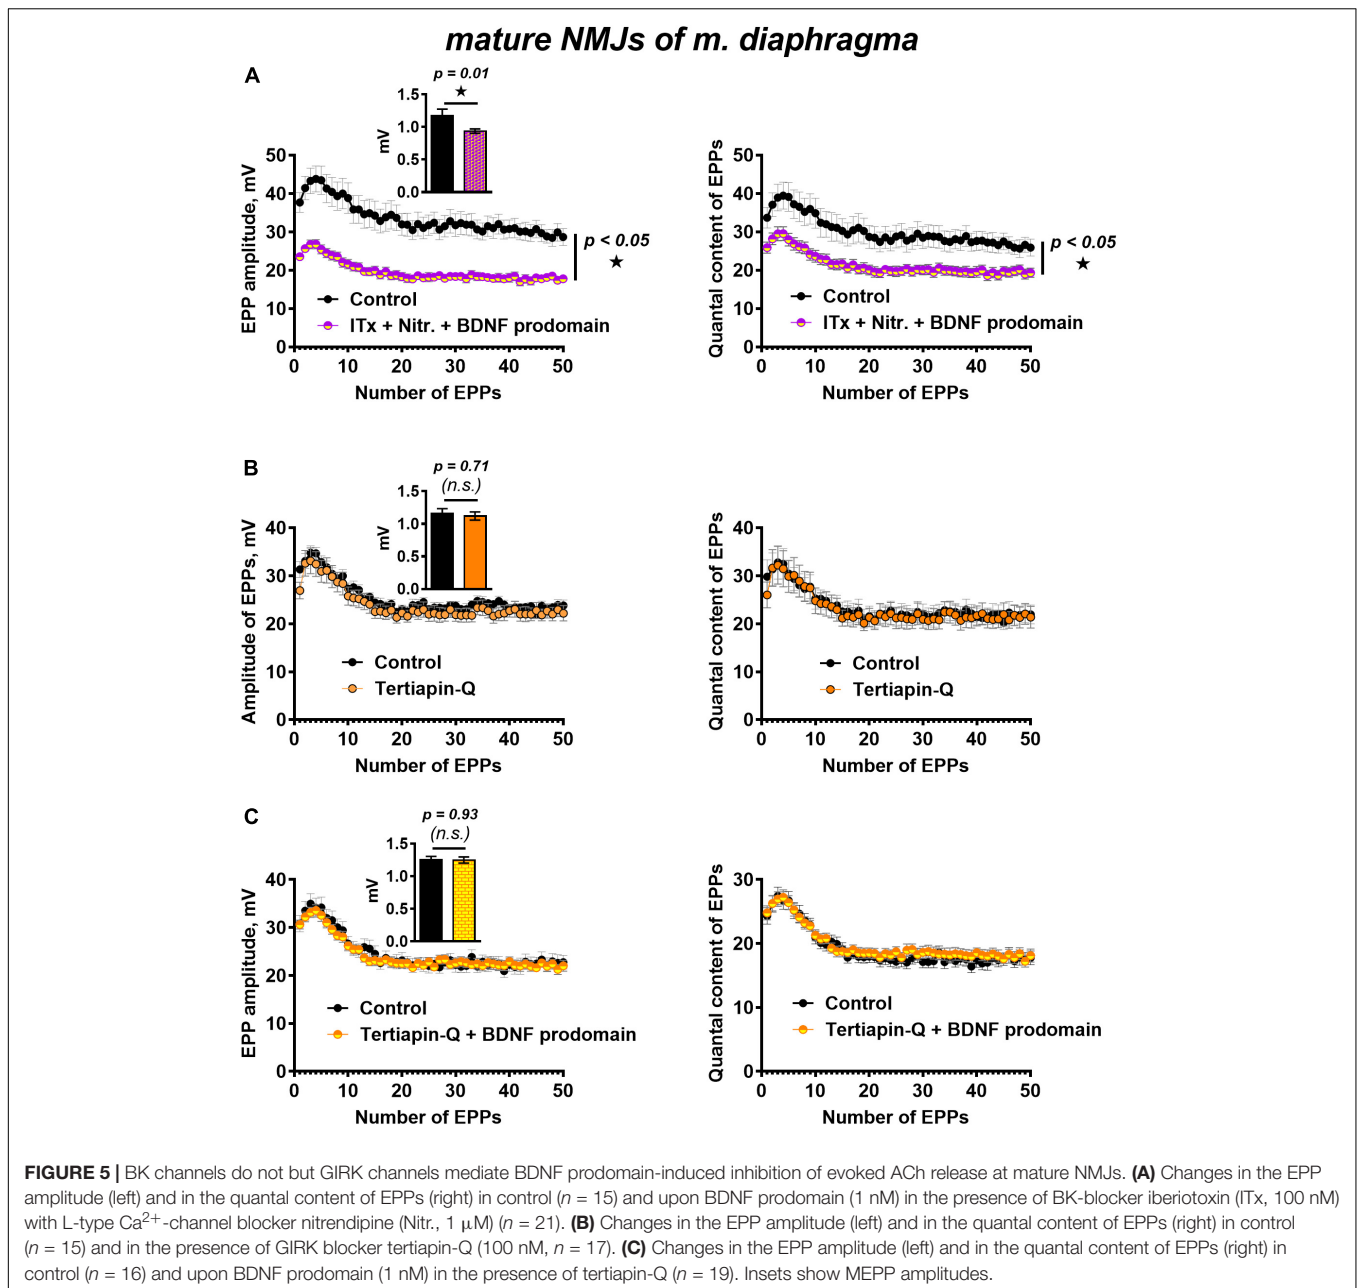 mature NMJs of m. diaphragma
A
p = 0.01
★
1.5
1.0
0.5
0.0
mV
50
40
30
20
10
0
EPP amplitude, mV
p < 0.05
★
Control
ITx + Nitr. + BDNF prodomain
0 10 20 30 40 50
Number of EPPs
50
40
30
20
10
0
Quantal content of EPPs
p < 0.05
★
Control
ITx + Nitr. + BDNF prodomain
0 10 20 30 40 50
Number of EPPs
B
p = 0.71
(n.s.)
1.5
1.0
0.5
0.0
mV
40
30
20
10
0
Amplitude of EPPs, mV
Control
Tertiapin-Q
0 10 20 30 40 50
Number of EPPs
40
30
20
10
0
Quantal content of EPPs
Control
Tertiapin-Q
0 10 20 30 40 50
Number of EPPs
C
p = 0.93
(n.s.)
1.5
1.0
0.5
0.0
mV
40
30
20
10
0
EPP amplitude, mV
Control
Tertiapin-Q + BDNF prodomain
0 10 20 30 40 50
Number of EPPs
30
20
10
0
Quantal content of EPPs
Control
Tertiapin-Q + BDNF prodomain
0 10 20 30 40 50
Number of EPPs
FIGURE 5 | BK channels do not but GIRK channels mediate BDNF prodomain-induced inhibition of evoked ACh release at mature NMJs. (A) Changes in the EPP
amplitude (left) and in the quantal content of EPPs (right) in control (n = 15) and upon BDNF prodomain (1 nM) in the presence of BK-blocker iberiotoxin (ITx, 100 nM)
with L-type Ca²⁺-channel blocker nitrendipine (Nitr., 1 μM) (n = 21). (B) Changes in the EPP amplitude (left) and in the quantal content of EPPs (right) in control
(n = 15) and in the presence of GIRK blocker tertiapin-Q (100 nM, n = 17). (C) Changes in the EPP amplitude (left) and in the quantal content of EPPs (right) in
control (n = 16) and upon BDNF prodomain (1 nM) in the presence of tertiapin-Q (n = 19). Insets show MEPP amplitudes.